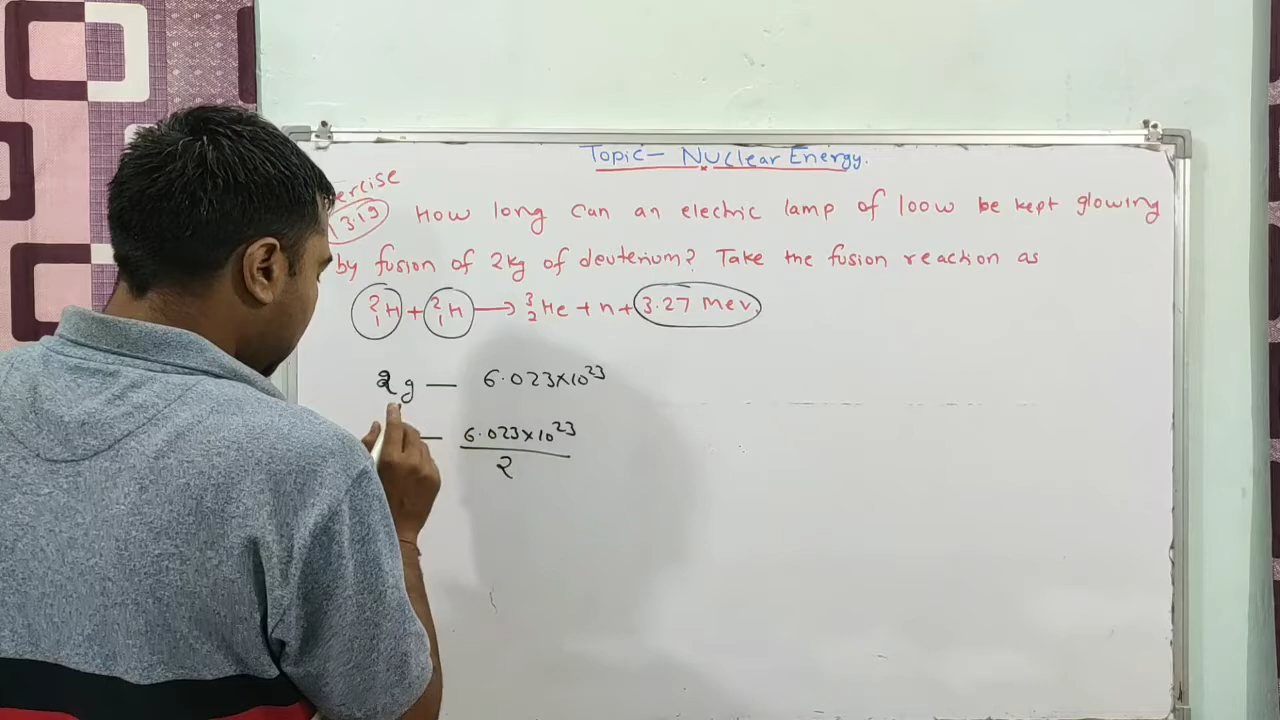 Topic- Nuclear Energy.
ercise
13.19 How long can an electric lamp of 100W be kept glowing
by fusion of 2kg of deuterium? Take the fusion reaction as
²₁H + ²₁H → ³₂He + n + 3.27 Mev.
2g — 6.023×10²³
— 6.023×10²³
2